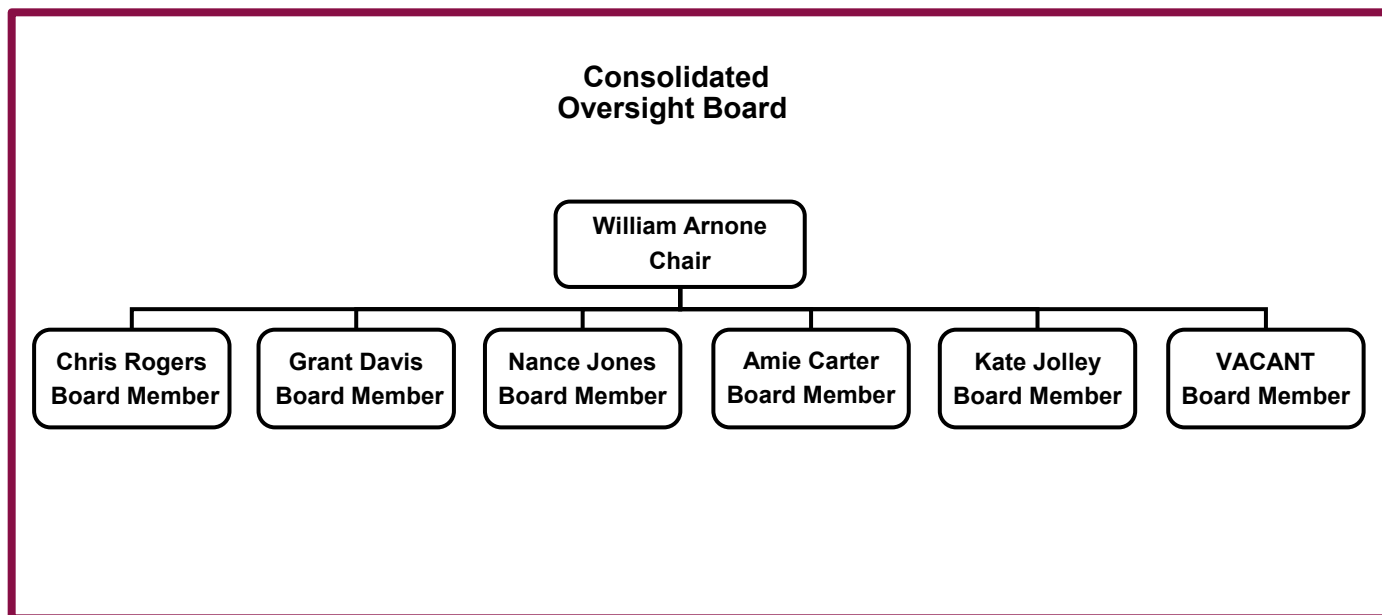 Consolidated
Oversight Board
William Arnone
Chair
Chris Rogers
Board Member
Grant Davis
Board Member
Nance Jones
Board Member
Amie Carter
Board Member
Kate Jolley
Board Member
VACANT
Board Member